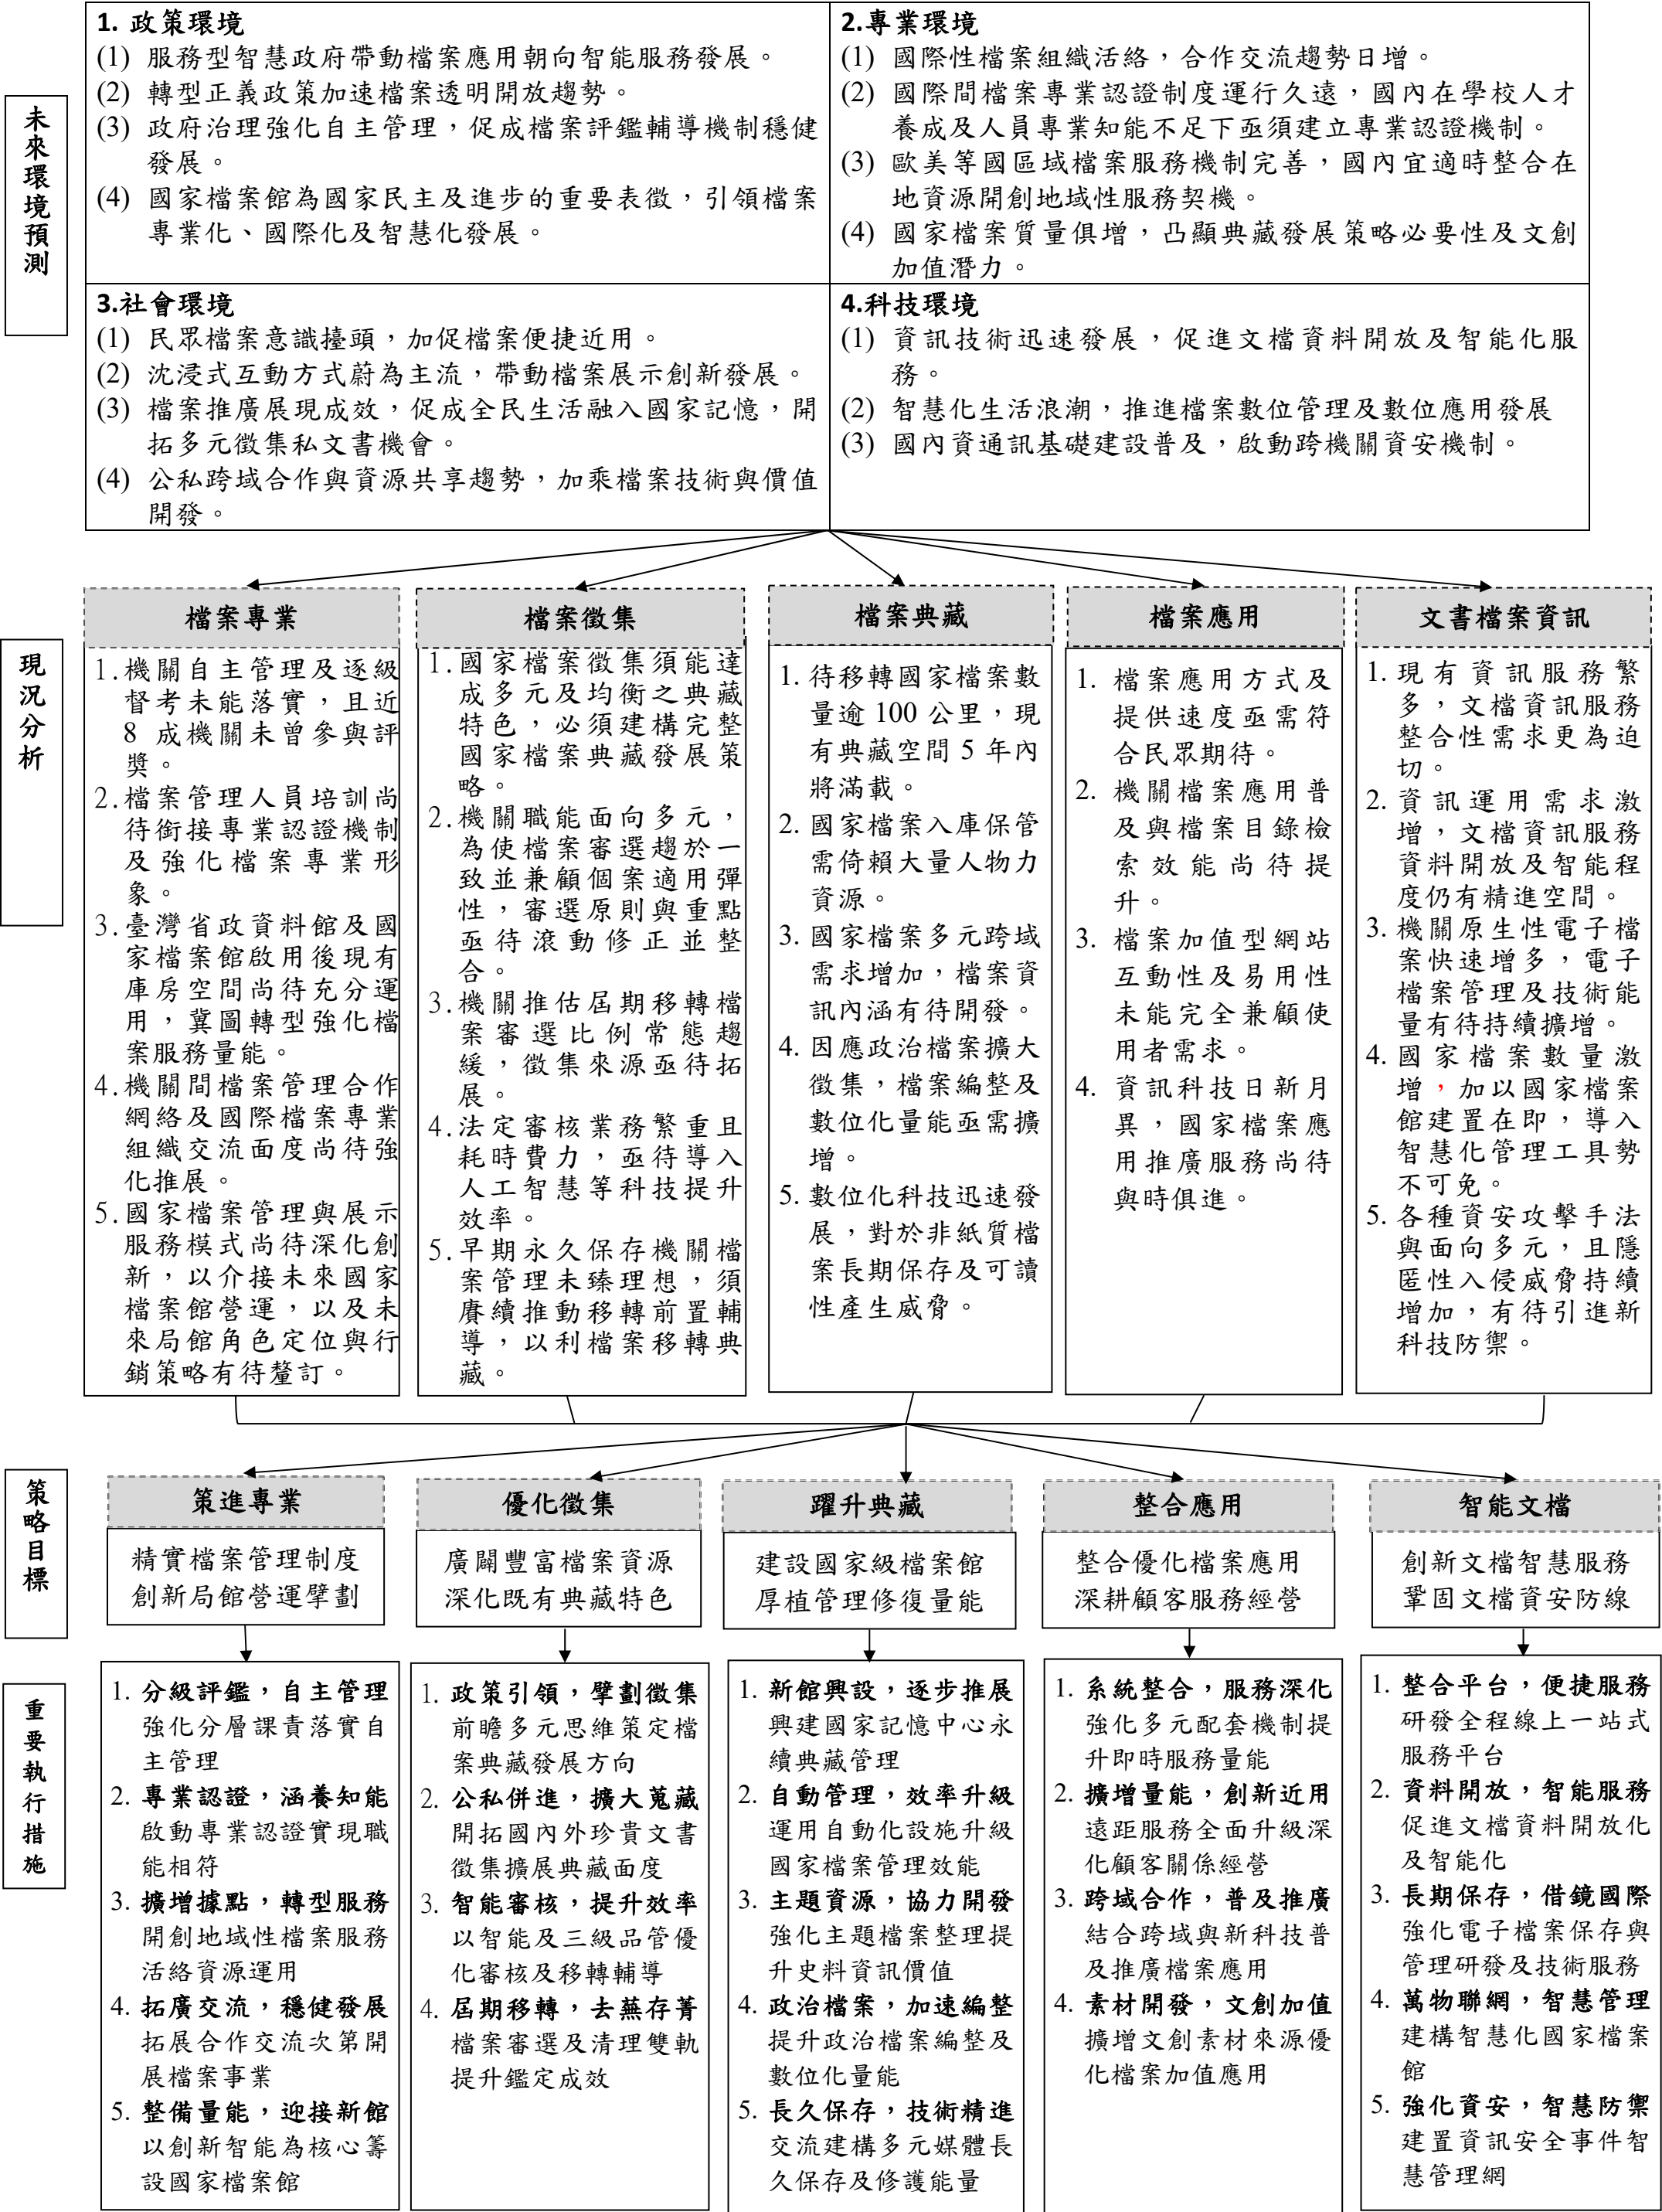 未來環境預測
1. 政策環境
(1) 服務型智慧政府帶動檔案應用朝向智能服務發展。
(2) 轉型正義政策加速檔案透明開放趨勢。
(3) 政府治理強化自主管理，促成檔案評鑑輔導機制穩健
發展。
(4) 國家檔案館為國家民主及進步的重要表徵，引領檔案
專業化、國際化及智慧化發展。
2.專業環境
(1) 國際性檔案組織活絡，合作交流趨勢日增。
(2) 國際間檔案專業認證制度運行久遠，國內在學校人才
養成及人員專業知能不足下亟須建立專業認證機制。
(3) 歐美等國區域檔案服務機制完善，國內宜適時整合在
地資源開創地域性服務契機。
(4) 國家檔案質量俱增，凸顯典藏發展策略必要性及文創
加值潛力。
3.社會環境
(1) 民眾檔案意識擡頭，加促檔案便捷近用。
(2) 沈浸式互動方式蔚為主流，帶動檔案展示創新發展。
(3) 檔案推廣展現成效，促成全民生活融入國家記憶，開
拓多元徵集私文書機會。
(4) 公私跨域合作與資源共享趨勢，加乘檔案技術與價值
開發。
4.科技環境
(1) 資訊技術迅速發展，促進文檔資料開放及智能化服
務。
(2) 智慧化生活浪潮，推進檔案數位管理及數位應用發展
(3) 國內資通訊基礎建設普及，啟動跨機關資安機制。
現況分析
檔案專業
1.機關自主管理及逐級
督考未能落實，且近
8 成機關未曾參與評
獎。
2.檔案管理人員培訓尚
待銜接專業認證機制
及強化檔案專業形
象。
3.臺灣省政資料館及國
家檔案館啟用後現有
庫房空間尚待充分運
用，冀圖轉型強化檔
案服務量能。
4.機關間檔案管理合作
網絡及國際檔案專業
組織交流面度尚待強
化推展。
5.國家檔案管理與展示
服務模式尚待深化創
新，以介接未來國家
檔案館營運，以及未
來局館角色定位與行
銷策略有待釐訂。
檔案徵集
1.國家檔案徵集須能達
成多元及均衡之典藏
特色，必須建構完整
國家檔案典藏發展策
略。
2.機關職能面向多元，
為使檔案審選趨於一
致並兼顧個案適用彈
性，審選原則與重點
亟待滾動修正並整
合。
3.機關推估屆期移轉檔
案審選比例常態趨
緩，徵集來源亟待拓
展。
4.法定審核業務繁重且
耗時費力，亟待導入
人工智慧等科技提升
效率。
5.早期永久保存機關檔
案管理未臻理想，須
賡續推動移轉前置輔
導，以利檔案移轉典
藏。
檔案典藏
1. 待移轉國家檔案數
量逾 100 公里，現
有典藏空間 5 年內
將滿載。
2. 國家檔案入庫保管
需倚賴大量人物力
資源。
3. 國家檔案多元跨域
需求增加，檔案資
訊內涵有待開發。
4. 因應政治檔案擴大
徵集，檔案編整及
數位化量能亟需擴
增。
5. 數位化科技迅速發
展，對於非紙質檔
案長期保存及可讀
性產生威脅。
檔案應用
1. 檔案應用方式及
提供速度亟需符
合民眾期待。
2. 機關檔案應用普
及與檔案目錄檢
索效能尚待提
升。
3. 檔案加值型網站
互動性及易用性
未能完全兼顧使
用者需求。
4. 資訊科技日新月
異，國家檔案應
用推廣服務尚待
與時俱進。
文書檔案資訊
1. 現有資訊服務繁
多，文檔資訊服務
整合性需求更為迫
切。
2. 資訊運用需求激
增，文檔資訊服務
資料開放及智能程
度仍有精進空間。
3. 機關原生性電子檔
案快速增多，電子
檔案管理及技術能
量有待持續擴增。
4. 國家檔案數量激
增，加以國家檔案
館建置在即，導入
智慧化管理工具勢
不可免。
5. 各種資安攻擊手法
與面向多元，且隱
匿性入侵威脅持續
增加，有待引進新
科技防禦。
策略目標
策進專業
精實檔案管理制度
創新局館營運擘劃
優化徵集
廣闢豐富檔案資源
深化既有典藏特色
躍升典藏
建設國家級檔案館
厚植管理修復量能
整合應用
整合優化檔案應用
深耕顧客服務經營
智能文檔
創新文檔智慧服務
鞏固文檔資安防線
重要執行措施
1. 分級評鑑，自主管理
強化分層課責落實自
主管理
2. 專業認證，涵養知能
啟動專業認證實現職
能相符
3. 擴增據點，轉型服務
開創地域性檔案服務
活絡資源運用
4. 拓廣交流，穩健發展
拓展合作交流次第開
展檔案事業
5. 整備量能，迎接新館
以創新智能為核心籌
設國家檔案館
1. 政策引領，擘劃徵集
前瞻多元思維策定檔
案典藏發展方向
2. 公私併進，擴大蒐藏
開拓國內外珍貴文書
徵集擴展典藏面度
3. 智能審核，提升效率
以智能及三級品管優
化審核及移轉輔導
4. 屆期移轉，去蕪存菁
檔案審選及清理雙軌
提升鑑定成效
1. 新館興設，逐步推展
興建國家記憶中心永
續典藏管理
2. 自動管理，效率升級
運用自動化設施升級
國家檔案管理效能
3. 主題資源，協力開發
強化主題檔案整理提
升史料資訊價值
4. 政治檔案，加速編整
提升政治檔案編整及
數位化量能
5. 長久保存，技術精進
交流建構多元媒體長
久保存及修護能量
1. 系統整合，服務深化
強化多元配套機制提
升即時服務量能
2. 擴增量能，創新近用
遠距服務全面升級深
化顧客關係經營
3. 跨域合作，普及推廣
結合跨域與新科技普
及推廣檔案應用
4. 素材開發，文創加值
擴增文創素材來源優
化檔案加值應用
1. 整合平台，便捷服務
研發全程線上一站式
服務平台
2. 資料開放，智能服務
促進文檔資料開放化
及智能化
3. 長期保存，借鏡國際
強化電子檔案保存與
管理研發及技術服務
4. 萬物聯網，智慧管理
建構智慧化國家檔案
館
5. 強化資安，智慧防禦
建置資訊安全事件智
慧管理網